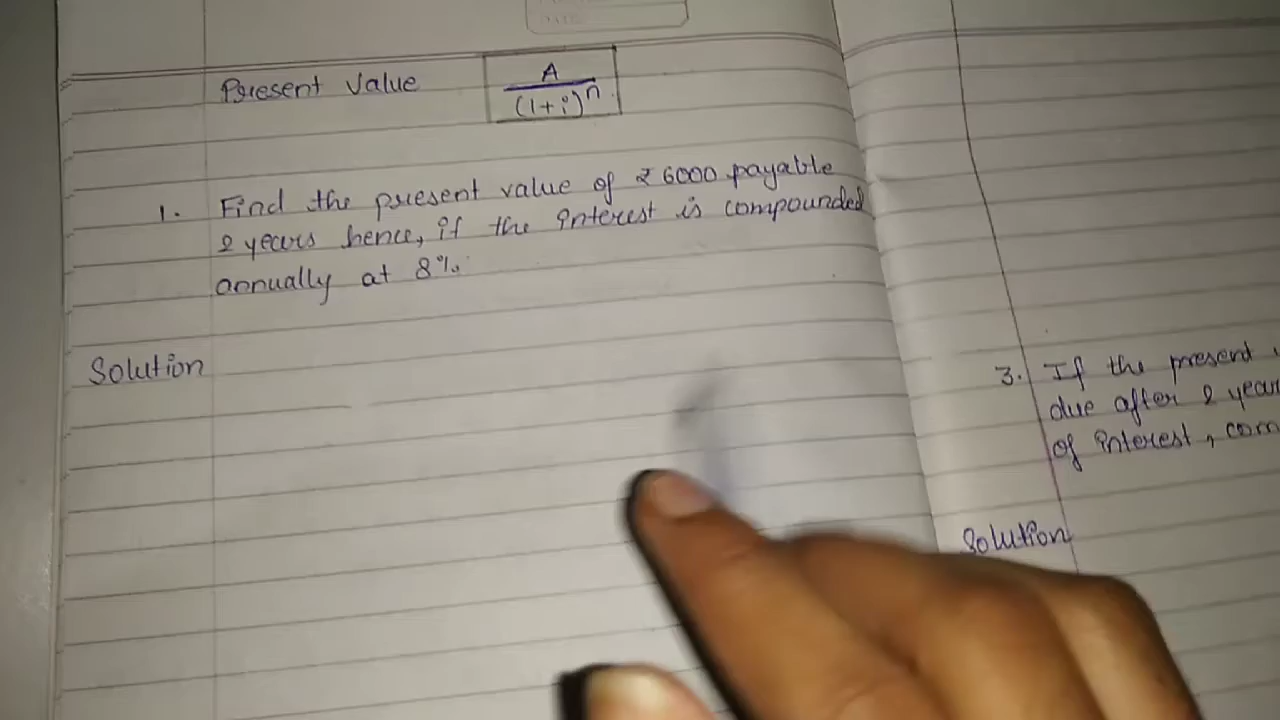 Present Value A
(1+i)^n
1. Find the present value of ₹6000 payable
2 years hence, if the interest is compounded
annually at 8%.
Solution
3. If the present
due after 2 year
of interest, com
Solution